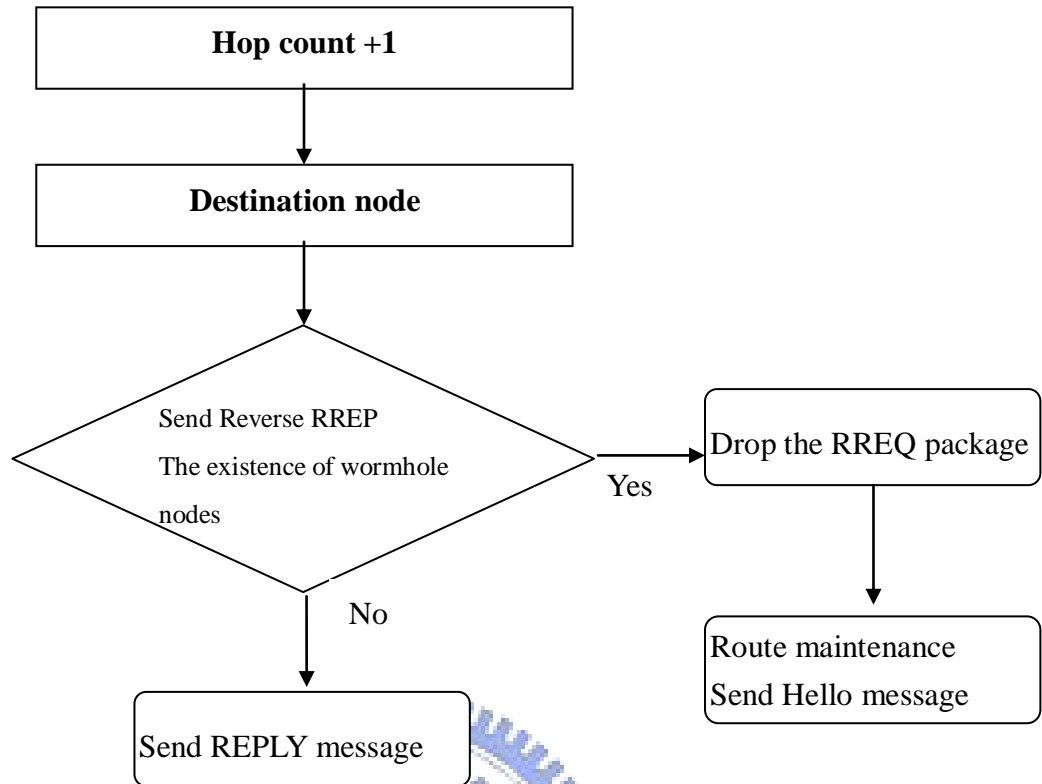 Hop count +1
Destination node
Send Reverse RREP
The existence of wormhole
nodes
Yes
Drop the RREQ package
No
Route maintenance
Send Hello message
Send REPLY message